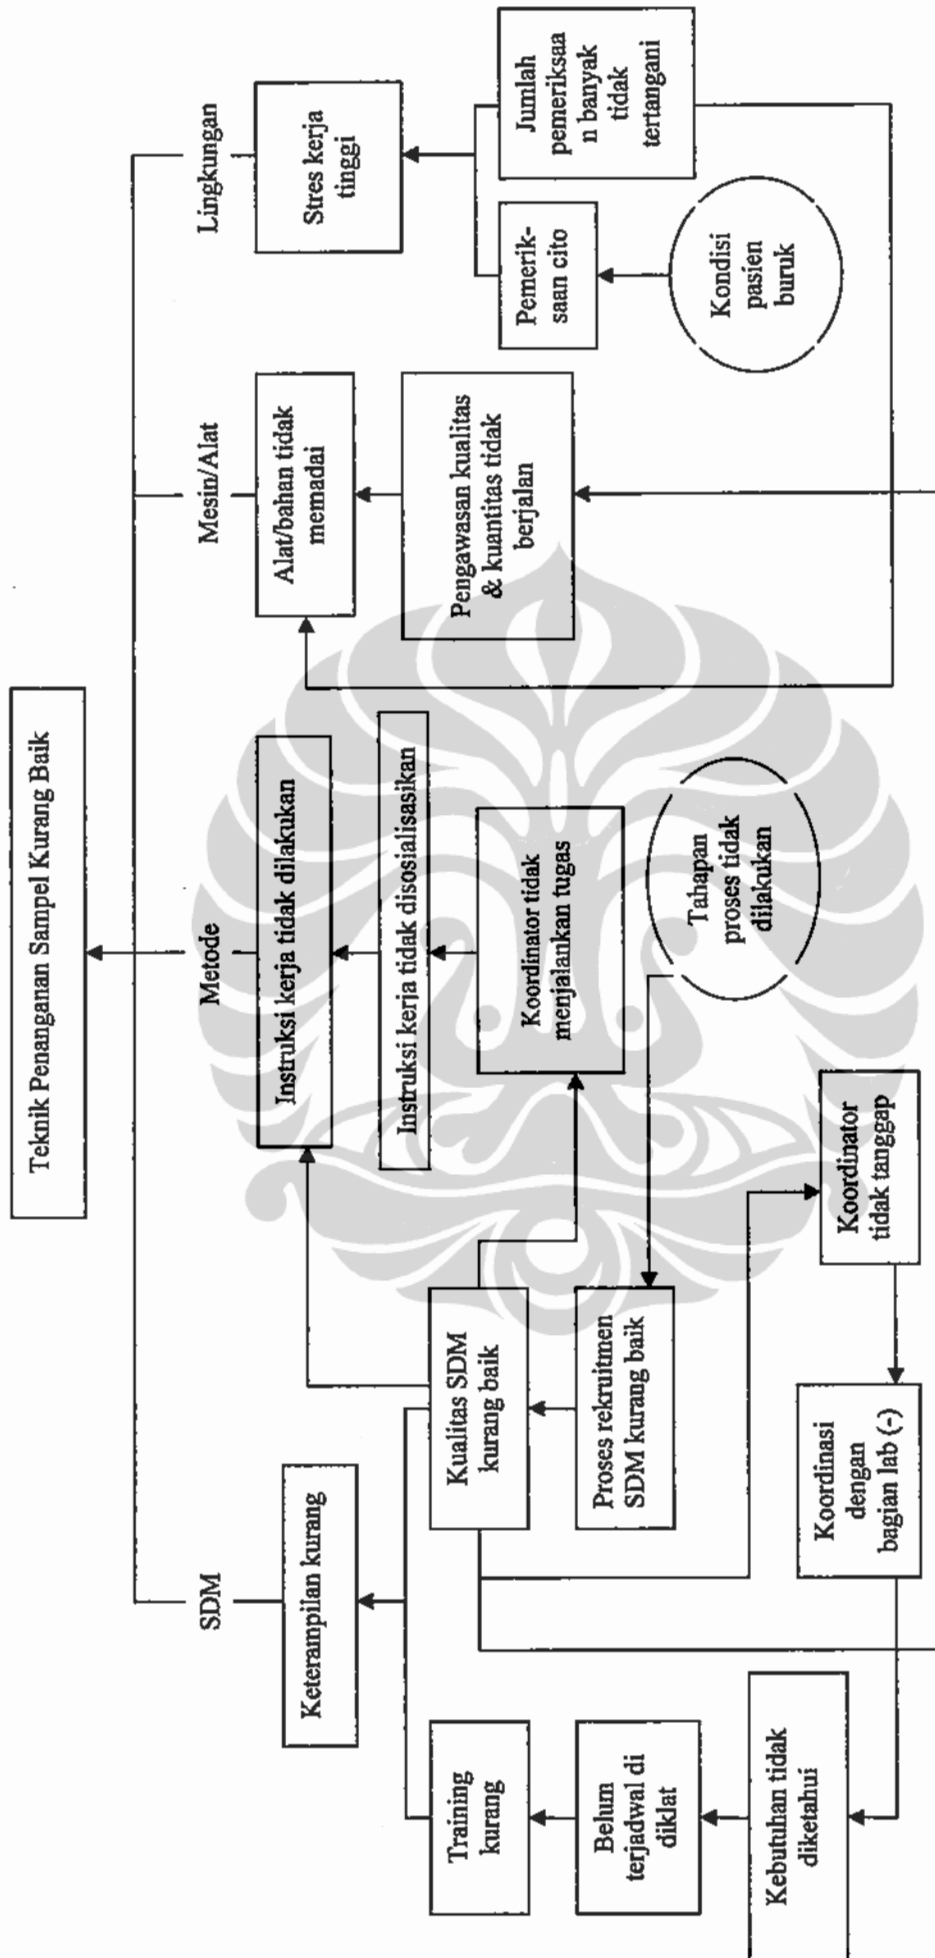 Teknik Penanganan Sampel Kurang Baik
SDM
Metode
Mesin/Alat
Lingkungan
Keterampilan kurang
Instruksi kerja tidak dilakukan
Alat/bahan tidak
memadai
Stres kerja
tinggi
Training
kurang
Kualitas SDM
kurang baik
Instruksi kerja tidak disosialisasikan
Pengawasan kualitas
& kuantitas tidak
berjalan
Pemerik-
saan cito
Jumlah
pemeriksaa
n banyak
tidak
tertangani
Belum
terjadwal di
diklat
Proses rekruitmen
SDM kurang baik
Koordinator tidak
menjalankan tugas
Kondisi
pasien
buruk
Kebutuhan tidak
diketahui
Koordinasi
dengan
bagian lab (-)
Koordinator
tidak tanggap
Tahapan
proses tidak
dilakukan